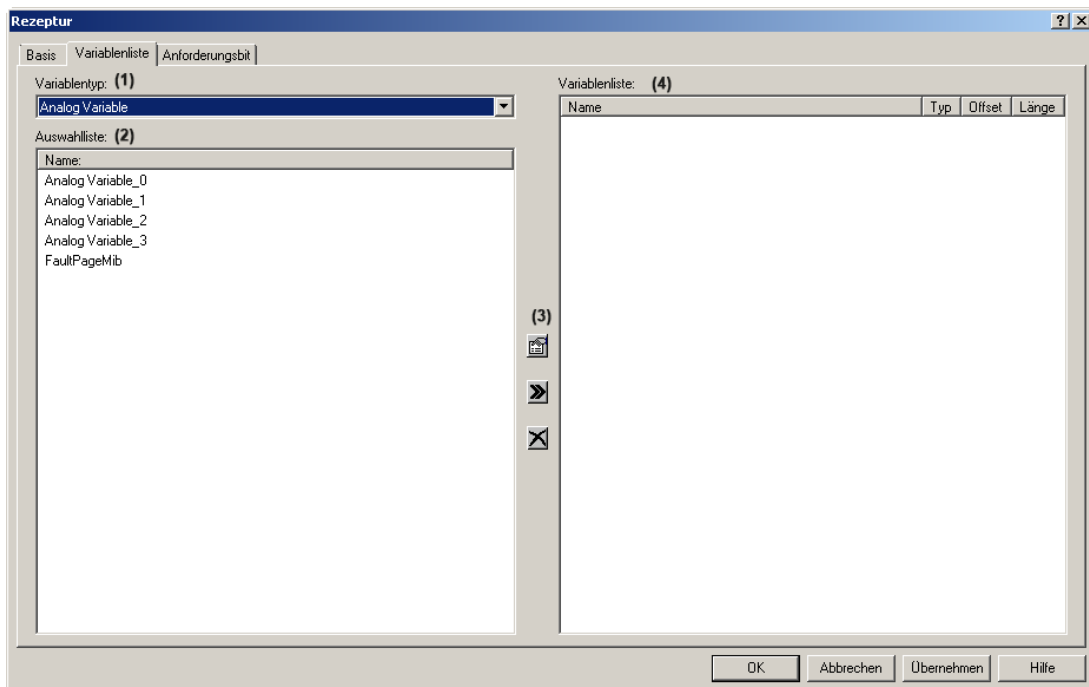 Rezeptur
Basis Variablenliste Anforderungsbit
Variablentyp: (1)
Analog Variable
Auswahlliste: (2)
Name:
Analog Variable_0
Analog Variable_1
Analog Variable_2
Analog Variable_3
FaultPageMib
(3)
Variablenliste: (4)
Name Typ Offset Länge
OK Abbrechen Übernehmen Hilfe